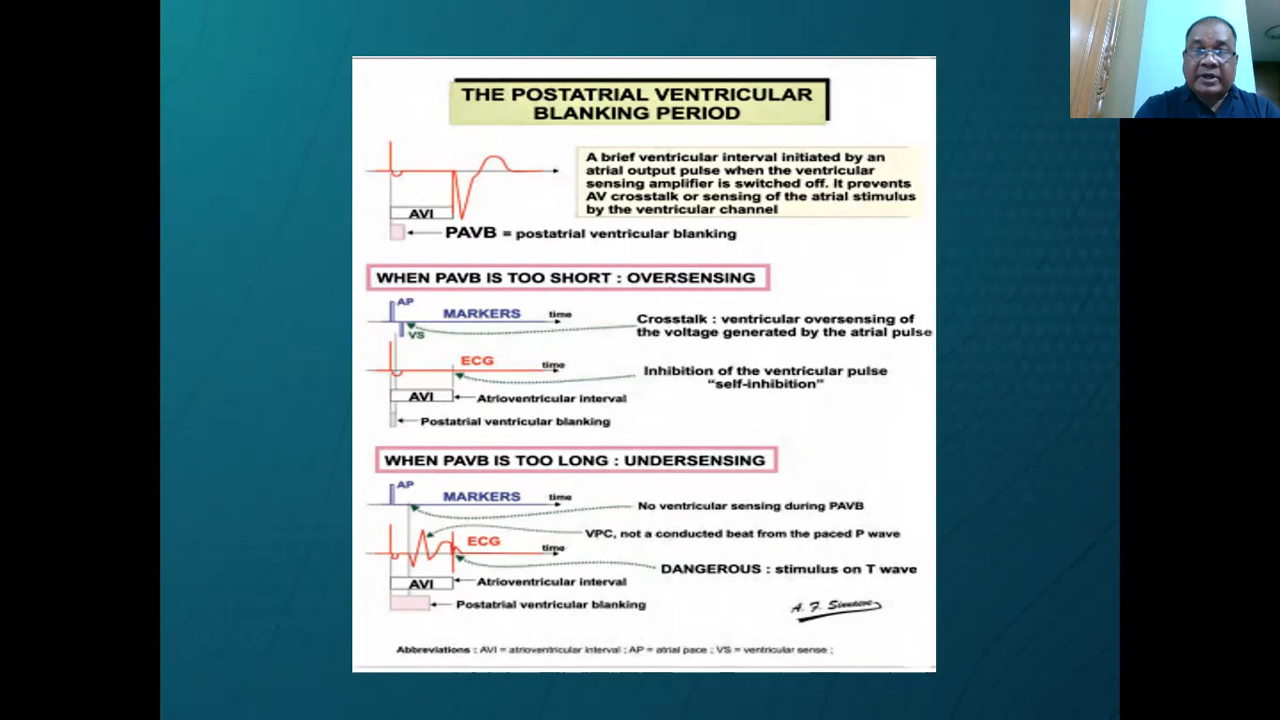 THE POSTATRIAL VENTRICULAR
BLANKING PERIOD
A brief ventricular interval initiated by an
atrial output pulse when the ventricular
sensing amplifier is switched off. It prevents
AV crosstalk or sensing of the atrial stimulus
by the ventricular channel
AVI
PAVB = postatrial ventricular blanking
WHEN PAVB IS TOO SHORT : OVERSENSING
AP
MARKERS
time
VS
Crosstalk : ventricular oversensing of
the voltage generated by the atrial pulse
ECG
time
Inhibition of the ventricular pulse
"self-inhibition"
AVI
Atrioventricular interval
Postatrial ventricular blanking
WHEN PAVB IS TOO LONG : UNDERSENSING
AP
MARKERS
time
No ventricular sensing during PAVB
VPC, not a conducted beat from the paced P wave
ECG
time
DANGEROUS : stimulus on T wave
AVI
Atrioventricular interval
Postatrial ventricular blanking
A. F.
Abbreviations : AVI = atrioventricular interval ; AP = atrial pace ; VS = ventricular sense ;